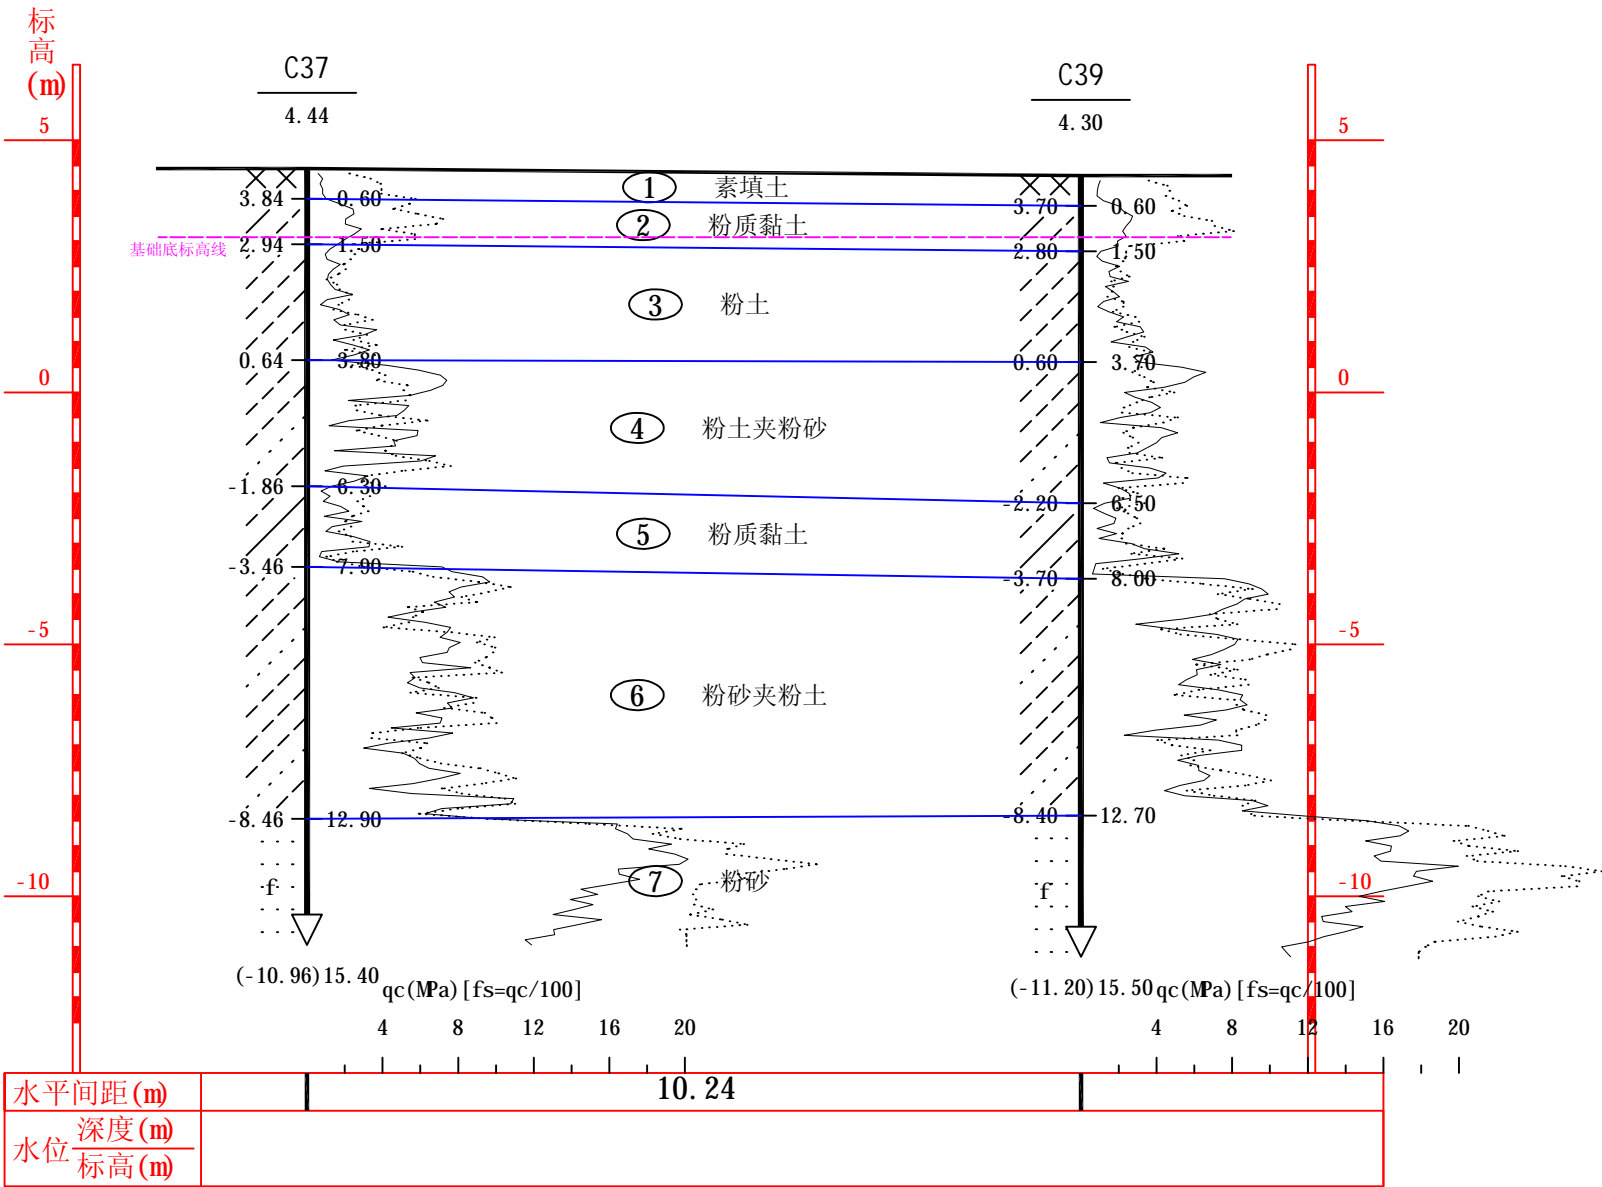 标
高
(m)
C37
4.44
C39
4.30
5
5
① 素填土
3.84 0.60
3.70 0.60
② 粉质黏土
基础底标高线
2.94 1.50
2.80 1.50
③ 粉土
0.64 3.80
0.60 3.70
0
0
④ 粉土夹粉砂
-1.86 6.30
-2.20 6.50
⑤ 粉质黏土
-3.46 7.90
-3.70 8.00
-5
-5
⑥ 粉砂夹粉土
-8.46 12.90
-8.40 12.70
⑦ 粉砂
f
f
-10
-10
(-10.96)15.40
qc(MPa)[fs=qc/100]
(-11.20)15.50
qc(MPa)[fs=qc/100]
4 8 12 16 20
4 8 12 16 20
水平间距(m)
10.24
水位
深度(m)
标高(m)